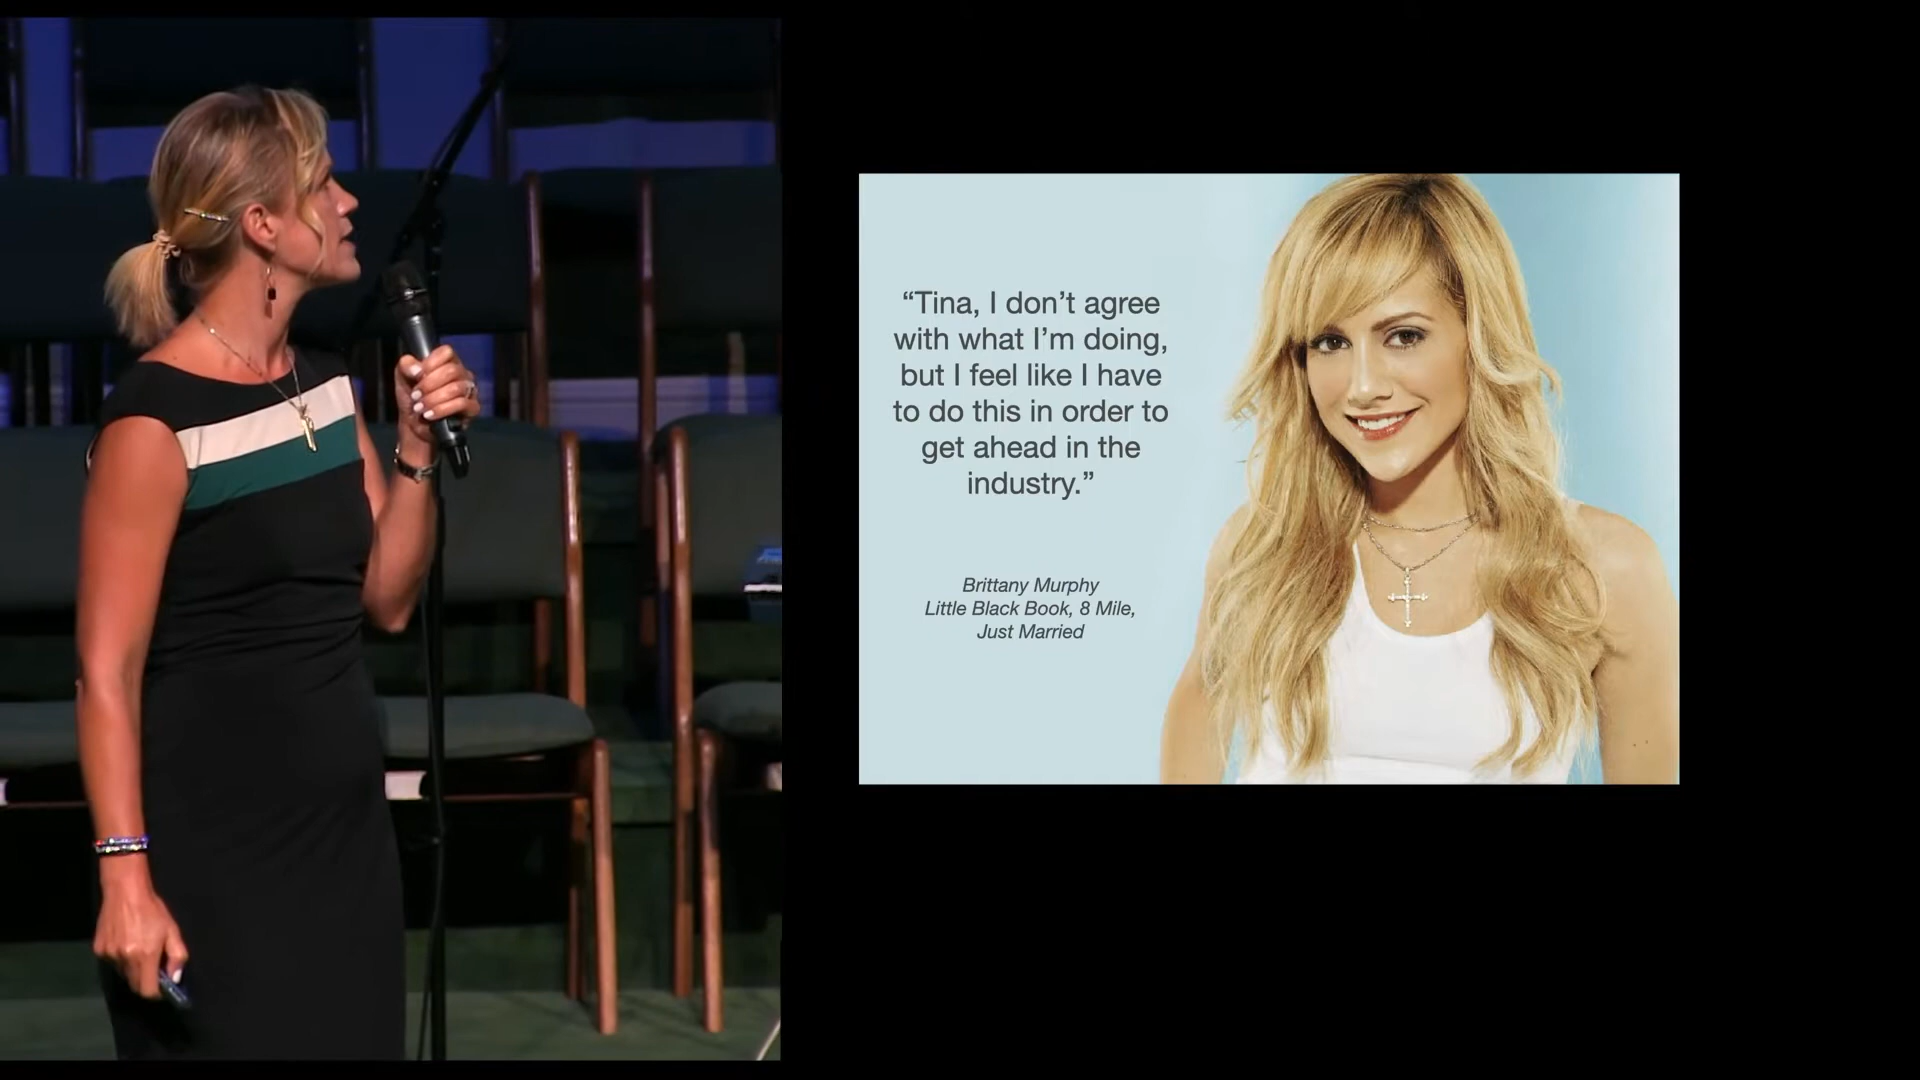 “Tina, I don’t agree
with what I’m doing,
but I feel like I have
to do this in order to
get ahead in the
industry.”
Brittany Murphy
Little Black Book, 8 Mile,
Just Married